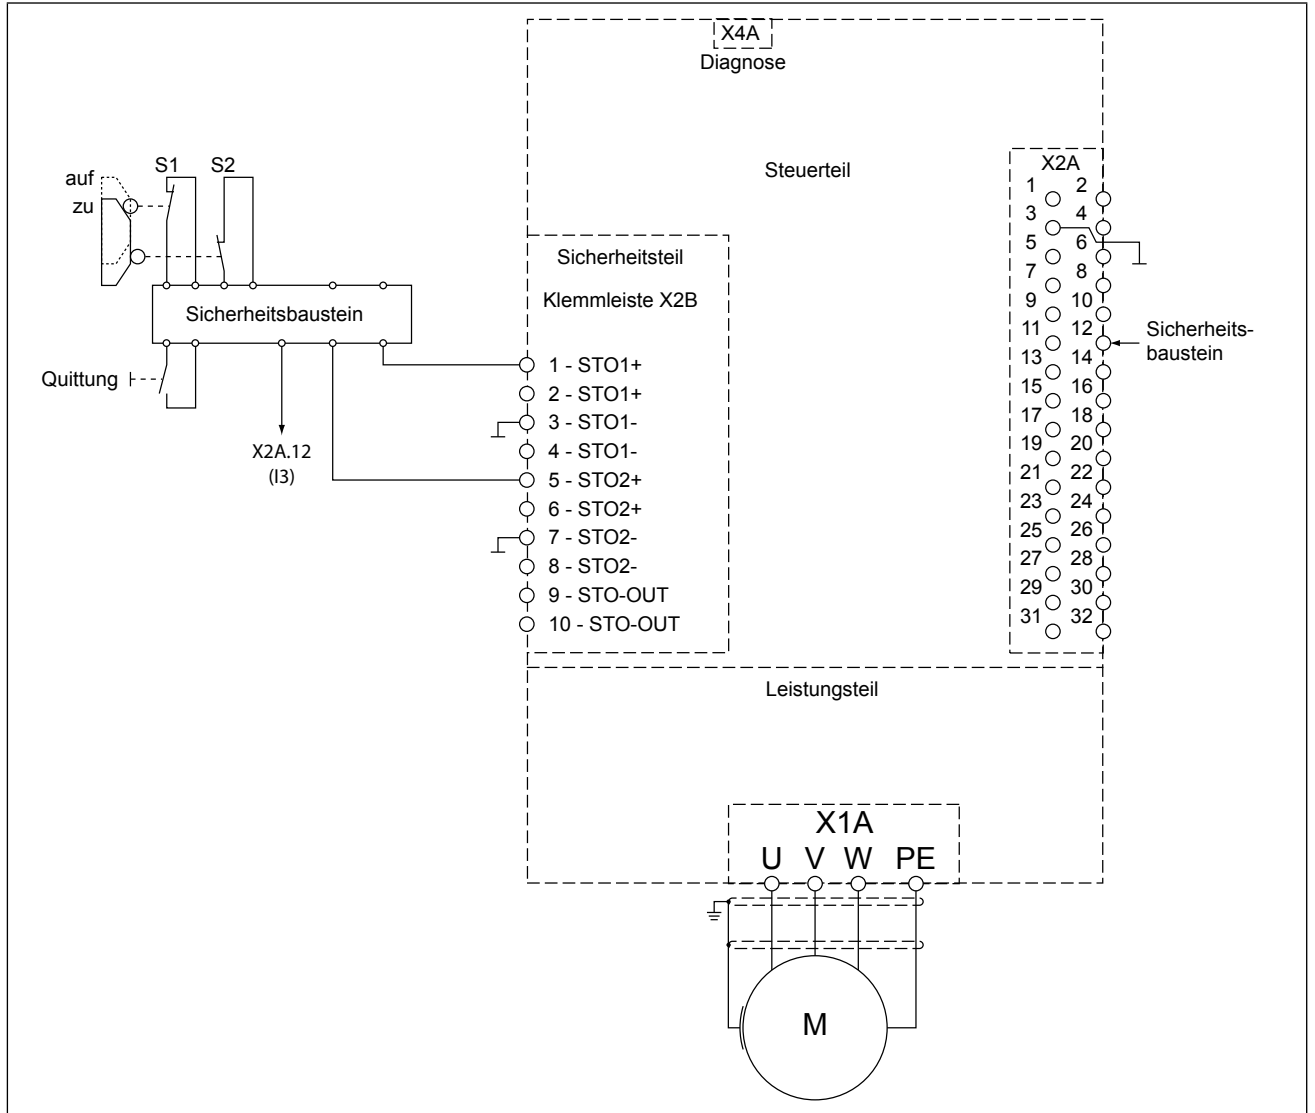 X4A
Diagnose
Steuerteil
S1 S2
auf
zu
Sicherheitsbaustein
Quittung
X2A.12
(I3)
Sicherheitsteil
Klemmleiste X2B
1 - STO1+
2 - STO1+
3 - STO1-
4 - STO1-
5 - STO2+
6 - STO2+
7 - STO2-
8 - STO2-
9 - STO-OUT
10 - STO-OUT
X2A
1 2
3 4
5 6
7 8
9 10
11 12
13 14
15 16
17 18
19 20
21 22
23 24
25 26
27 28
29 30
31 32
Sicherheits-
baustein
Leistungsteil
X1A
U V W PE
M